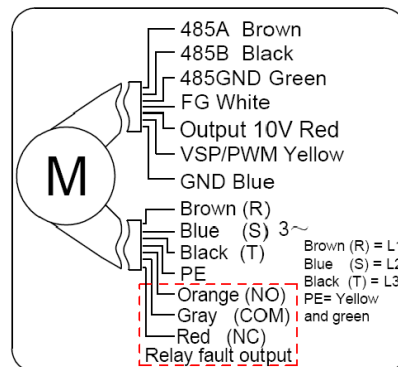 485A Brown
485B Black
485GND Green
FG White
Output 10V Red
VSP/PWM Yellow
GND Blue
M
Brown (R)
Blue (S) 3~
Black (T)
PE
Orange (NO)
Gray (COM)
Red (NC)
Relay fault output
Brown (R) = L1
Blue (S) = L2
Black (T) = L3
PE= Yellow
and green